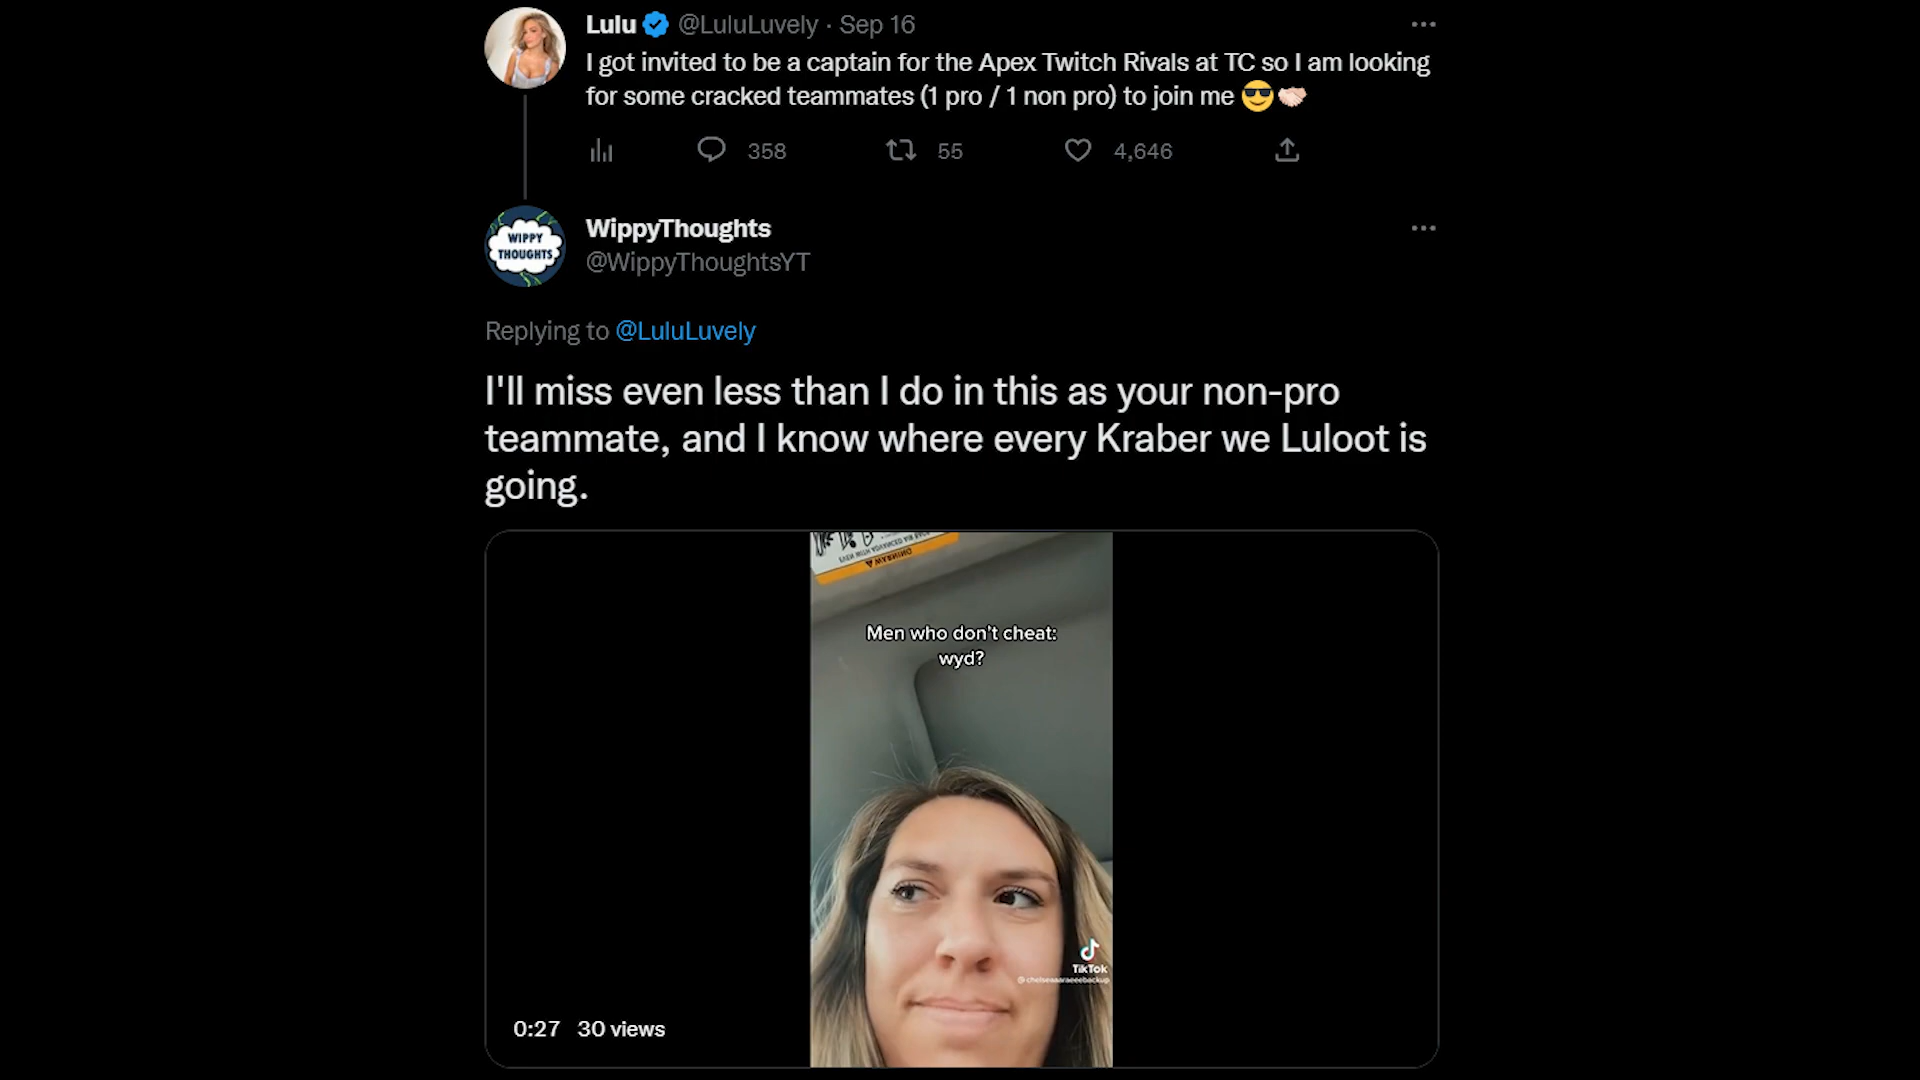 Lulu @LuluLuvely · Sep 16
I got invited to be a captain for the Apex Twitch Rivals at TC so I am looking
for some cracked teammates (1 pro / 1 non pro) to join me 😎🤝🏻
358 55 4,646
WIPPY
THOUGHTS
WippyThoughts
@WippyThoughtsYT
Replying to @LuluLuvely
I'll miss even less than I do in this as your non-pro
teammate, and I know where every Kraber we Luloot is
going.
WARNING
Men who don't cheat:
wyd?
TikTok
0:27 30 views